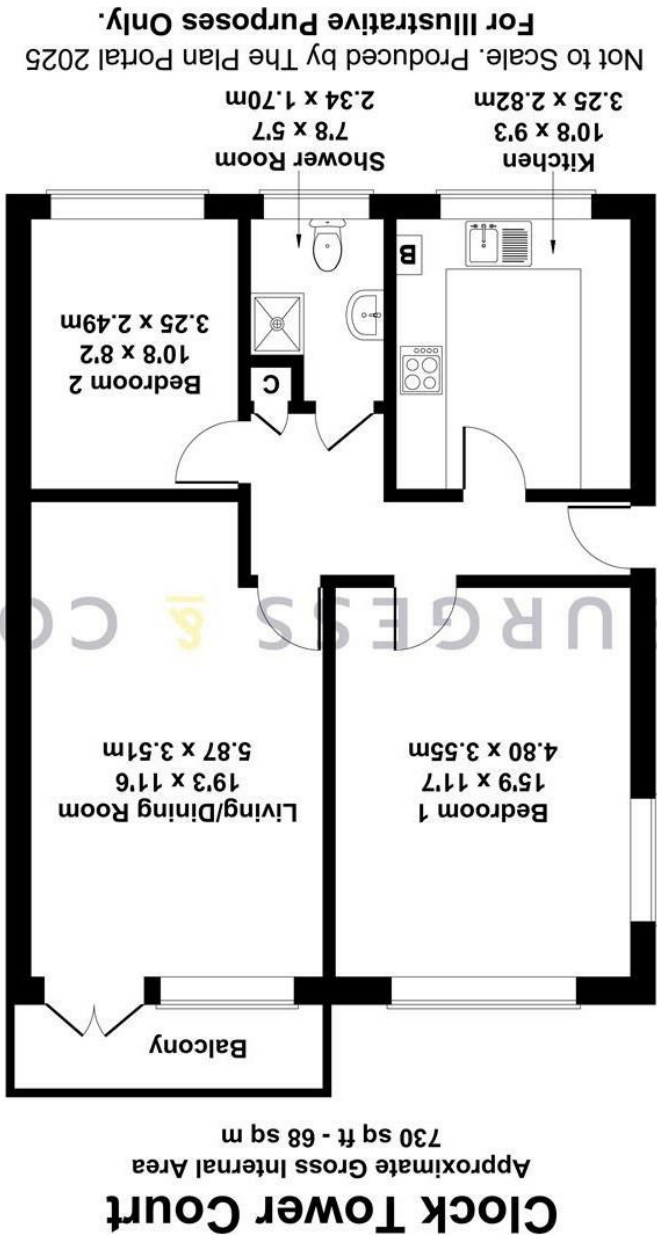 Clock Tower Court
Approximate Gross Internal Area
730 sq ft - 68 sq m
Balcony
Bedroom 1
15'9 x 11'7
4.80 x 3.55m
Living/Dining Room
19'3 x 11'6
5.87 x 3.51m
URGESS & CO
C
Bedroom 2
10'8 x 8'2
3.25 x 2.49m
B
Kitchen
10'8 x 9'3
3.25 x 2.82m
Shower Room
7'8 x 5'7
2.34 x 1.70m
Not to Scale. Produced by The Plan Portal 2025
For Illustrative Purposes Only.